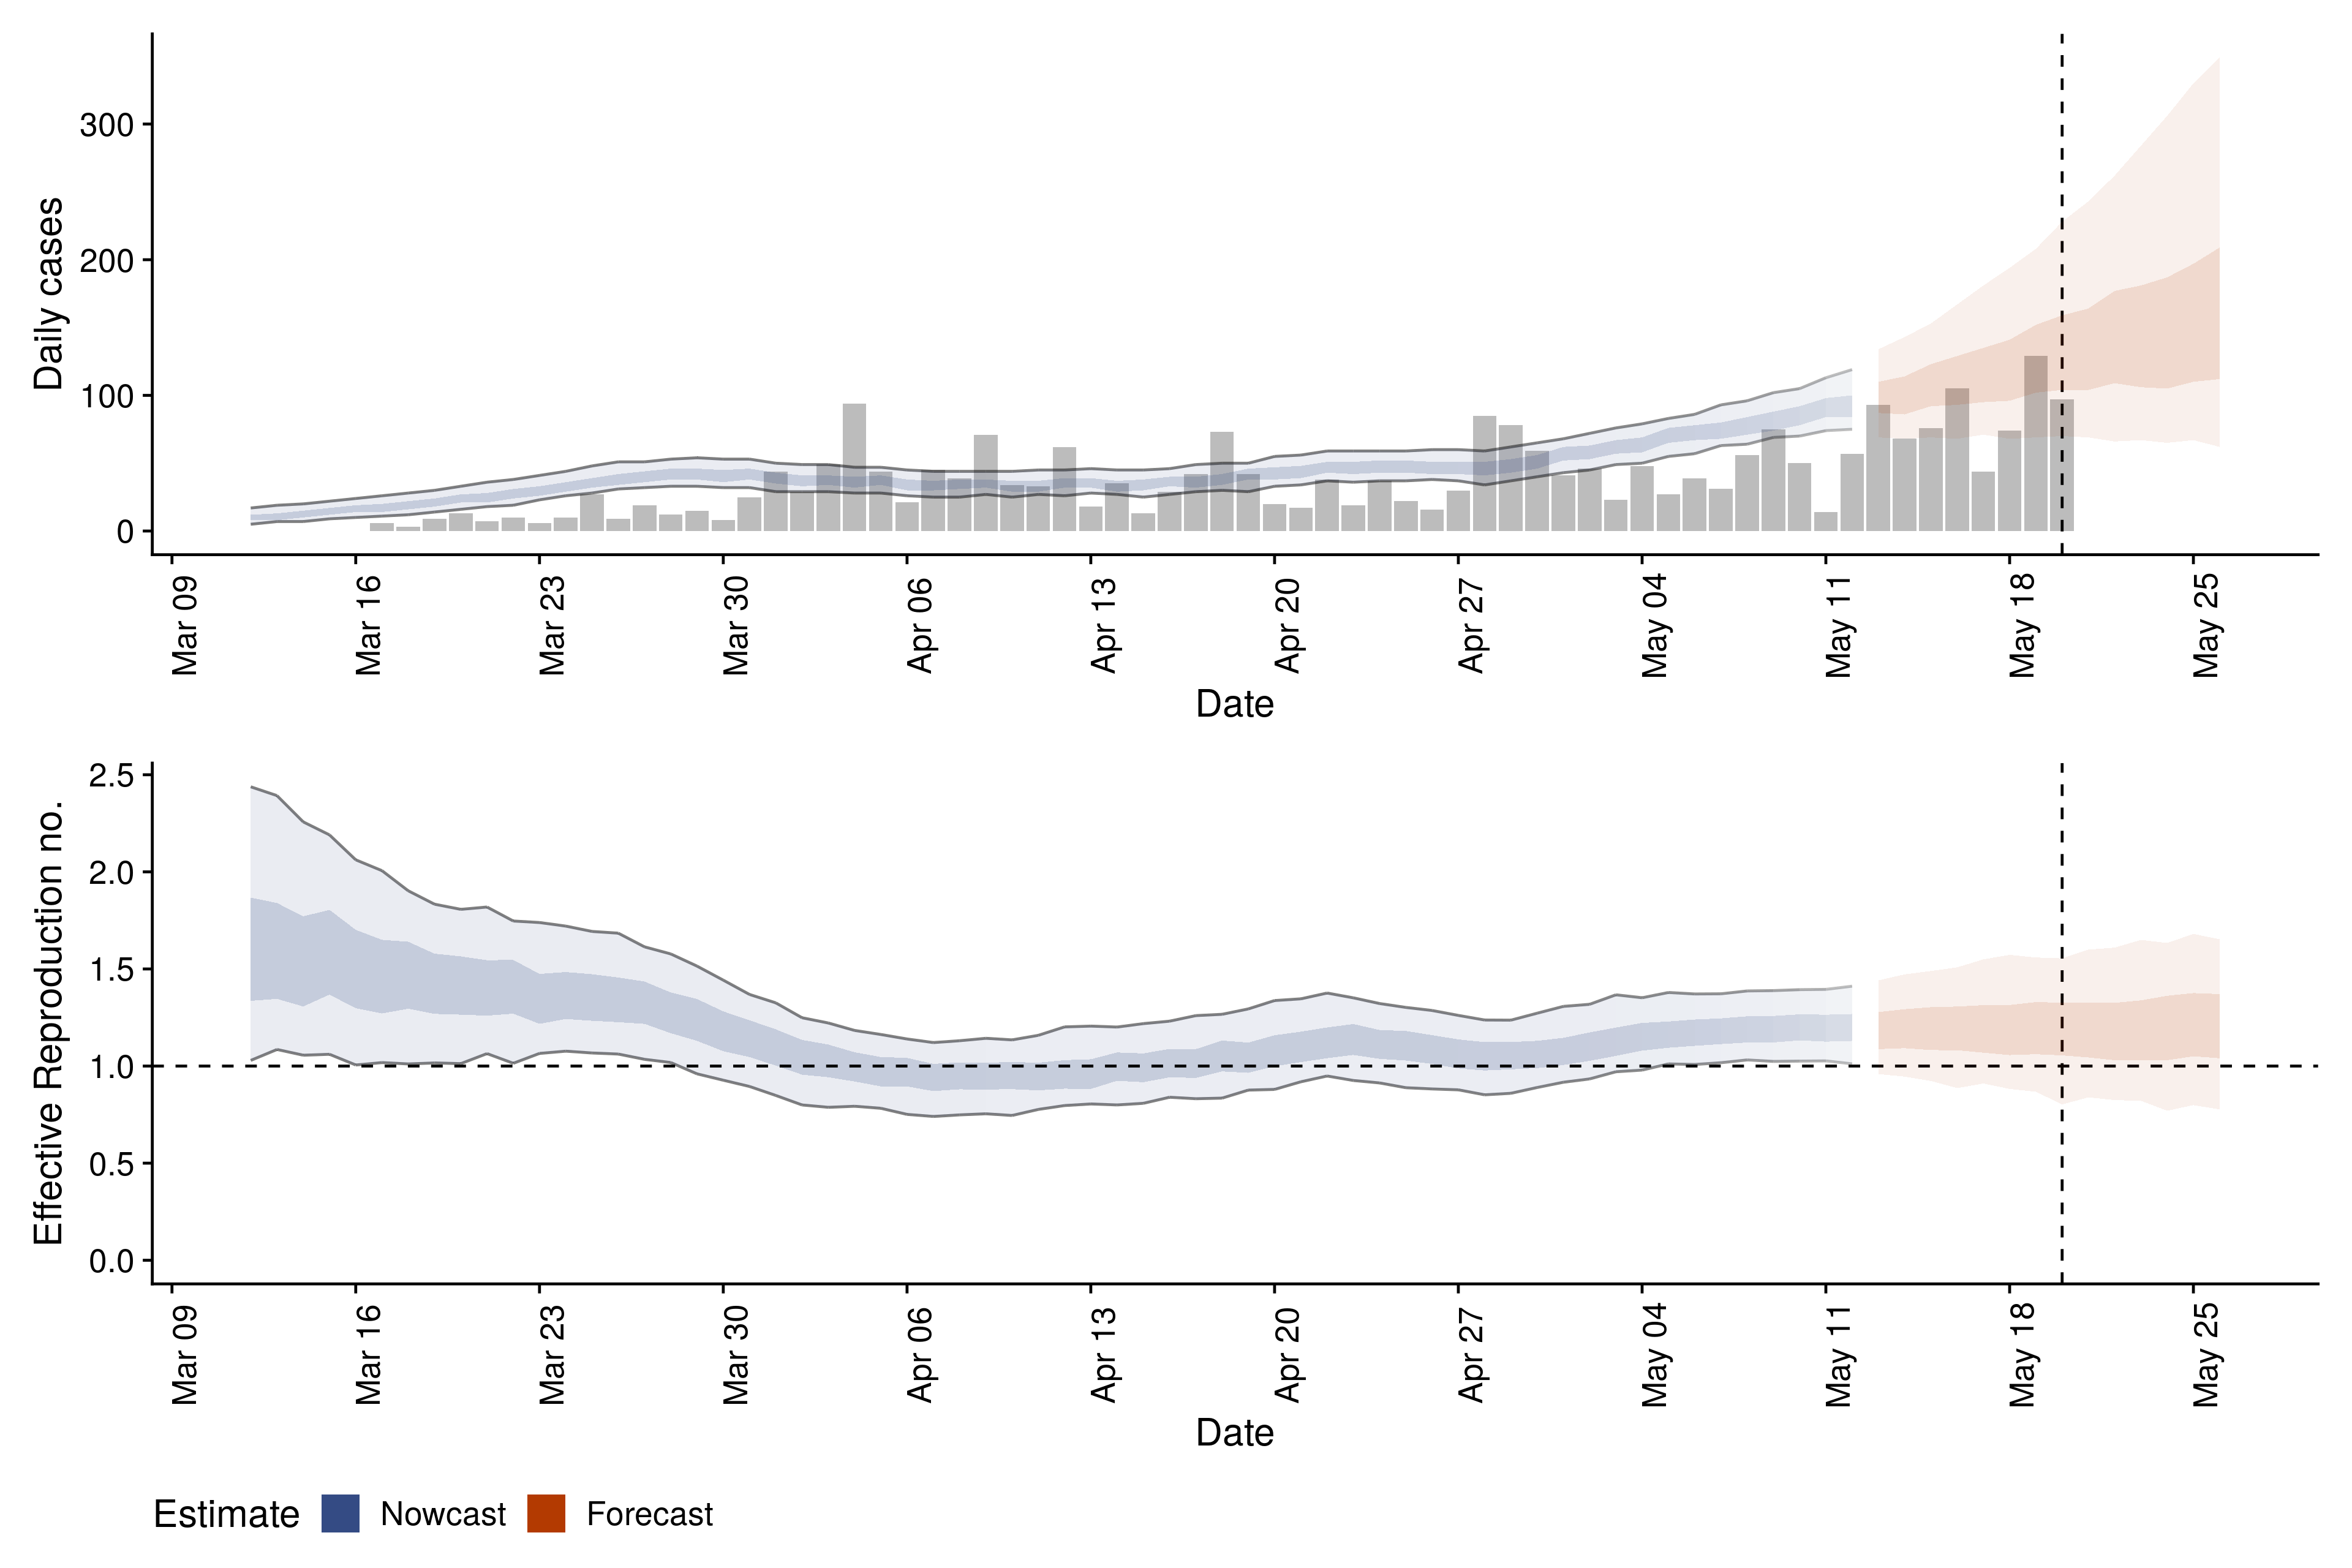 Daily cases
300
200
100
0
Mar 09 Mar 16 Mar 23 Mar 30 Apr 06 Apr 13 Apr 20 Apr 27 May 04 May 11 May 18 May 25
Date
Effective Reproduction no.
2.5
2.0
1.5
1.0
0.5
0.0
Mar 09 Mar 16 Mar 23 Mar 30 Apr 06 Apr 13 Apr 20 Apr 27 May 04 May 11 May 18 May 25
Date
Estimate Nowcast Forecast